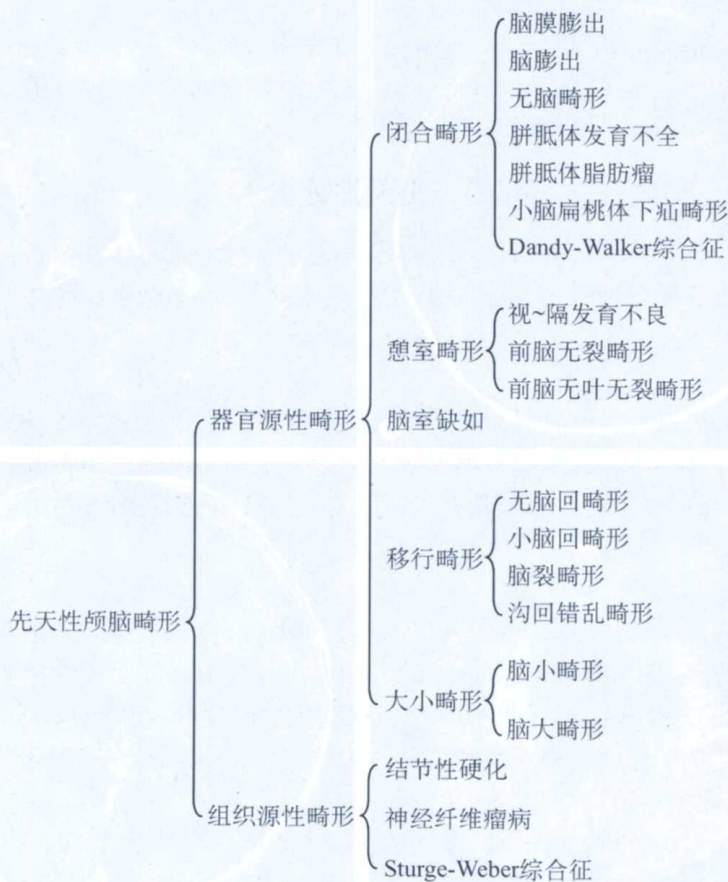 脑膜膨出
脑膨出
无脑畸形
闭合畸形
胼胝体发育不全
胼胝体脂肪瘤
小脑扁桃体下疝畸形
Dandy-Walker综合征
视~隔发育不良
憩室畸形
前脑无裂畸形
前脑无叶无裂畸形
器官源性畸形
脑室缺如
无脑回畸形
小脑回畸形
移行畸形
脑裂畸形
沟回错乱畸形
先天性颅脑畸形
脑小畸形
大小畸形
脑大畸形
结节性硬化
组织源性畸形
神经纤维瘤病
Sturge-Weber综合征